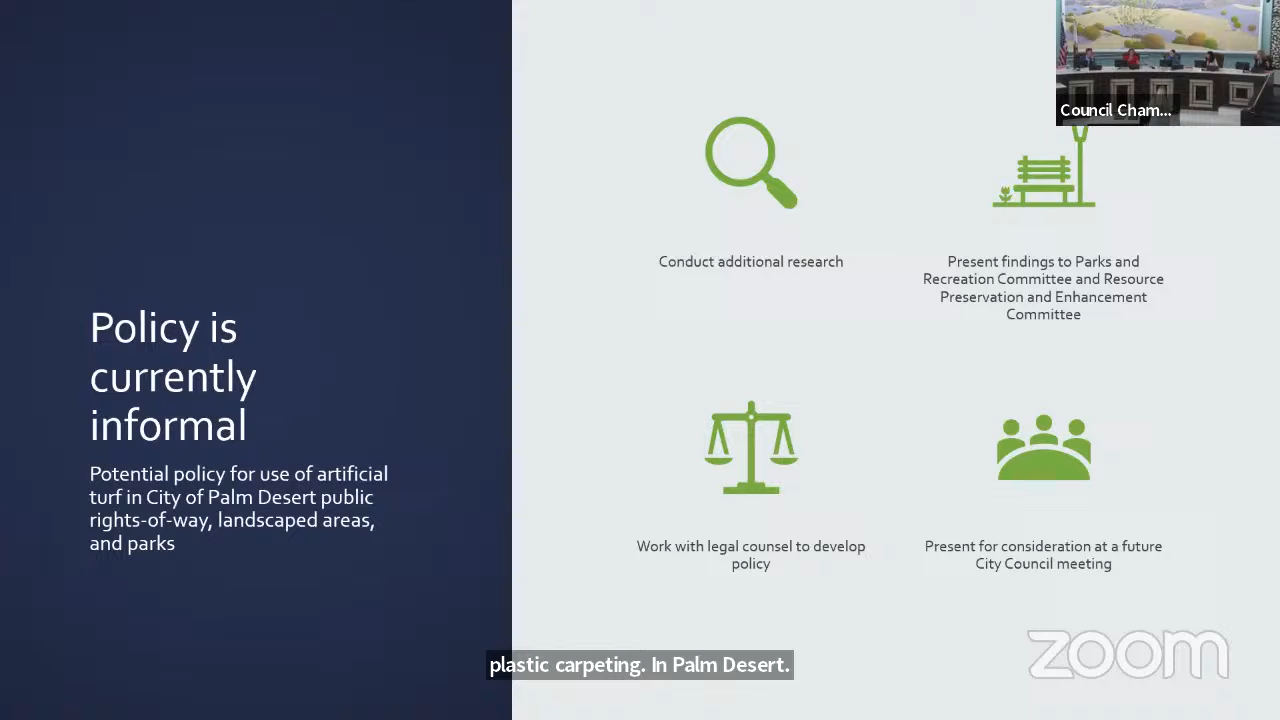 Policy is
currently
informal
Potential policy for use of artificial
turf in City of Palm Desert public
rights-of-way, landscaped areas,
and parks
Council Cham...
Conduct additional research
Present findings to Parks and
Recreation Committee and Resource
Preservation and Enhancement
Committee
Work with legal counsel to develop
policy
Present for consideration at a future
City Council meeting
plastic carpeting. In Palm Desert.
zoom